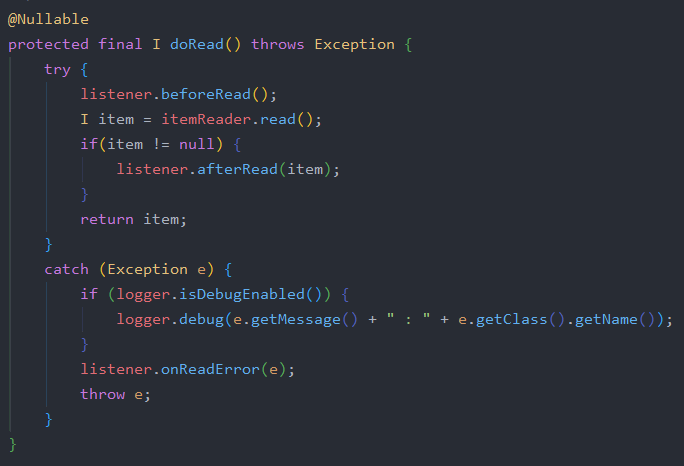 @Nullable
protected final I doRead() throws Exception {
    try {
        listener.beforeRead();
        I item = itemReader.read();
        if(item != null) {
            listener.afterRead(item);
        }
        return item;
    }
    catch (Exception e) {
        if (logger.isDebugEnabled()) {
            logger.debug(e.getMessage() + " : " + e.getClass().getName());
        }
        listener.onReadError(e);
        throw e;
    }
}